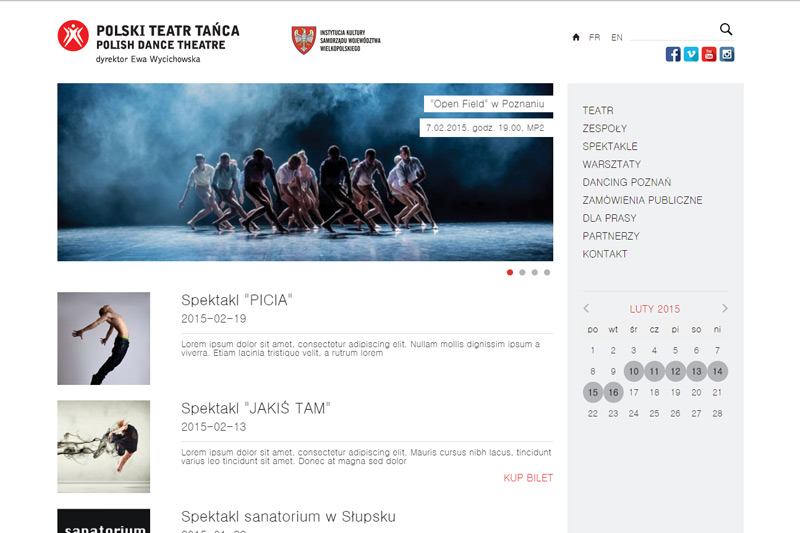 POLSKI TEATR TAŃCA
POLISH DANCE THEATRE
dyrektor Ewa Wycichowska
INSTYTUCJA KULTURY
SAMORZĄDU WOJEWÓDZTWA
WIELKOPOLSKIEGO
FR EN
"Open Field" w Poznaniu
7.02.2015. godz. 19.00, MP2
TEATR
ZESPOŁY
SPEKTAKLE
WARSZTATY
DANCING POZNAŃ
ZAMÓWIENIA PUBLICZNE
DLA PRASY
PARTNERZY
KONTAKT
LUTY 2015
po wt śr cz pi so ni
1 2 3 4 5 6 7
8 9 10 11 12 13 14
15 16 17 18 19 20 21
22 23 24 25 26 27 28
Spektakl "PICIA"
2015-02-19
Lorem ipsum dolor sit amet, consectetur adipiscing elit. Nullam mollis dignissim ipsum a
viverra. Etiam lacinia tristique velit, a rutrum lorem
Spektakl "JAKIŚ TAM"
2015-02-13
Lorem ipsum dolor sit amet, consectetur adipiscing elit. Mauris cursus nibh lacus, tincidunt
varius leo tincidunt sit amet. Donec at magna sed dolor
KUP BILET
sanatorium
Spektakl sanatorium w Słupsku